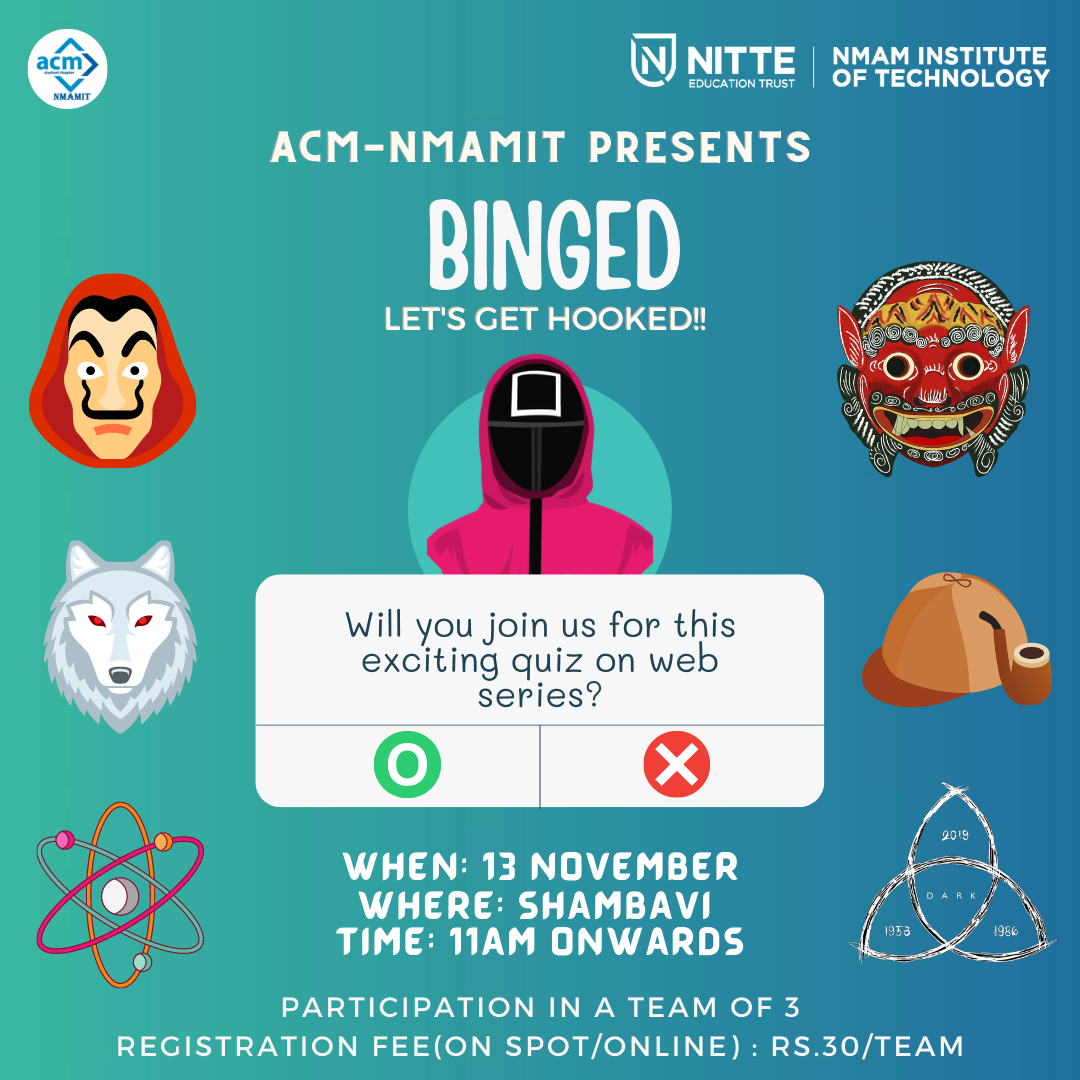 acm
student chapter
NMAMIT
NITTE
EDUCATION TRUST
NMAM INSTITUTE
OF TECHNOLOGY
ACM-NMAMIT PRESENTS
BINGED
LET'S GET HOOKED!!
Will you join us for this
exciting quiz on web
series?
O
X
2019
DARK
1953
1986
WHEN: 13 NOVEMBER
WHERE: SHAMBAVI
TIME: 11AM ONWARDS
PARTICIPATION IN A TEAM OF 3
REGISTRATION FEE(ON SPOT/ONLINE) : RS.30/TEAM